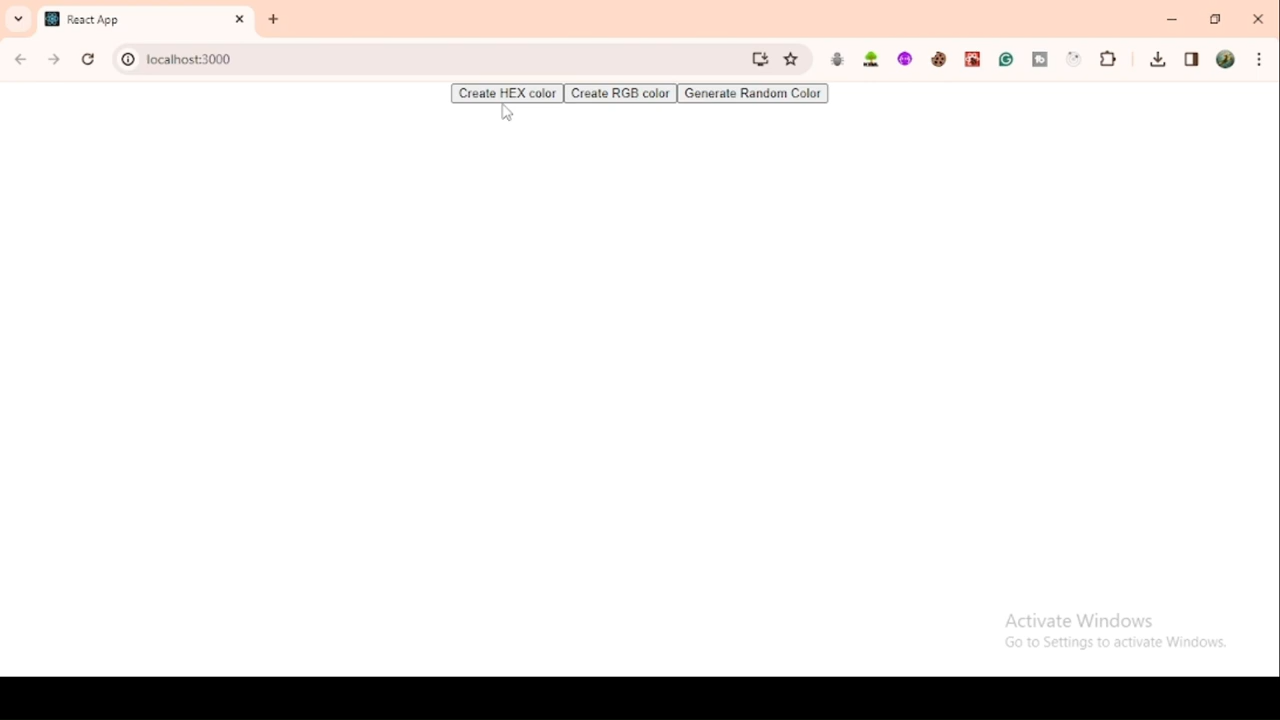 React App
localhost:3000
Create HEX color Create RGB color Generate Random Color
Activate Windows
Go to Settings to activate Windows.